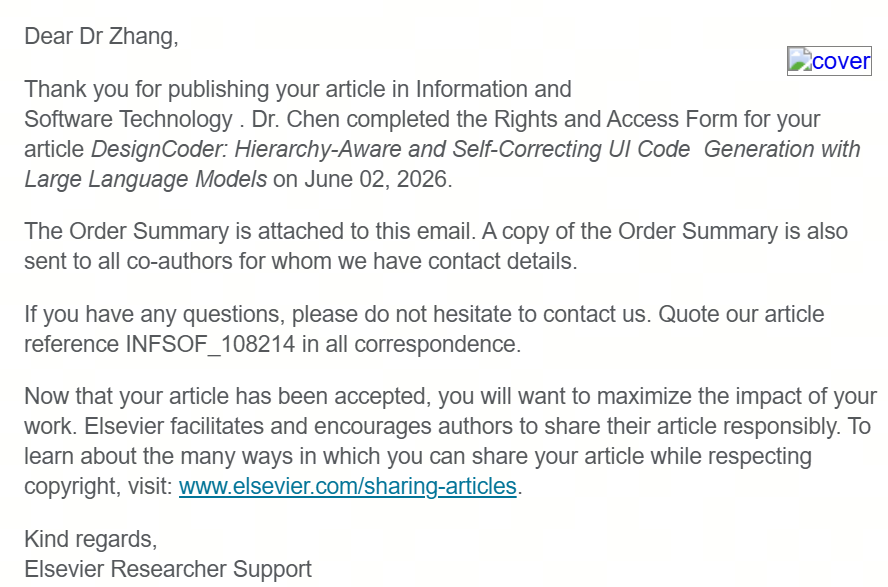 Dear Dr Zhang,
cover
Thank you for publishing your article in Information and
Software Technology . Dr. Chen completed the Rights and Access Form for your
article DesignCoder: Hierarchy-Aware and Self-Correcting UI Code  Generation with
Large Language Models on June 02, 2026.
The Order Summary is attached to this email. A copy of the Order Summary is also
sent to all co-authors for whom we have contact details.
If you have any questions, please do not hesitate to contact us. Quote our article
reference INFSOF_108214 in all correspondence.
Now that your article has been accepted, you will want to maximize the impact of your
work. Elsevier facilitates and encourages authors to share their article responsibly. To
learn about the many ways in which you can share your article while respecting
copyright, visit: www.elsevier.com/sharing-articles.
Kind regards,
Elsevier Researcher Support